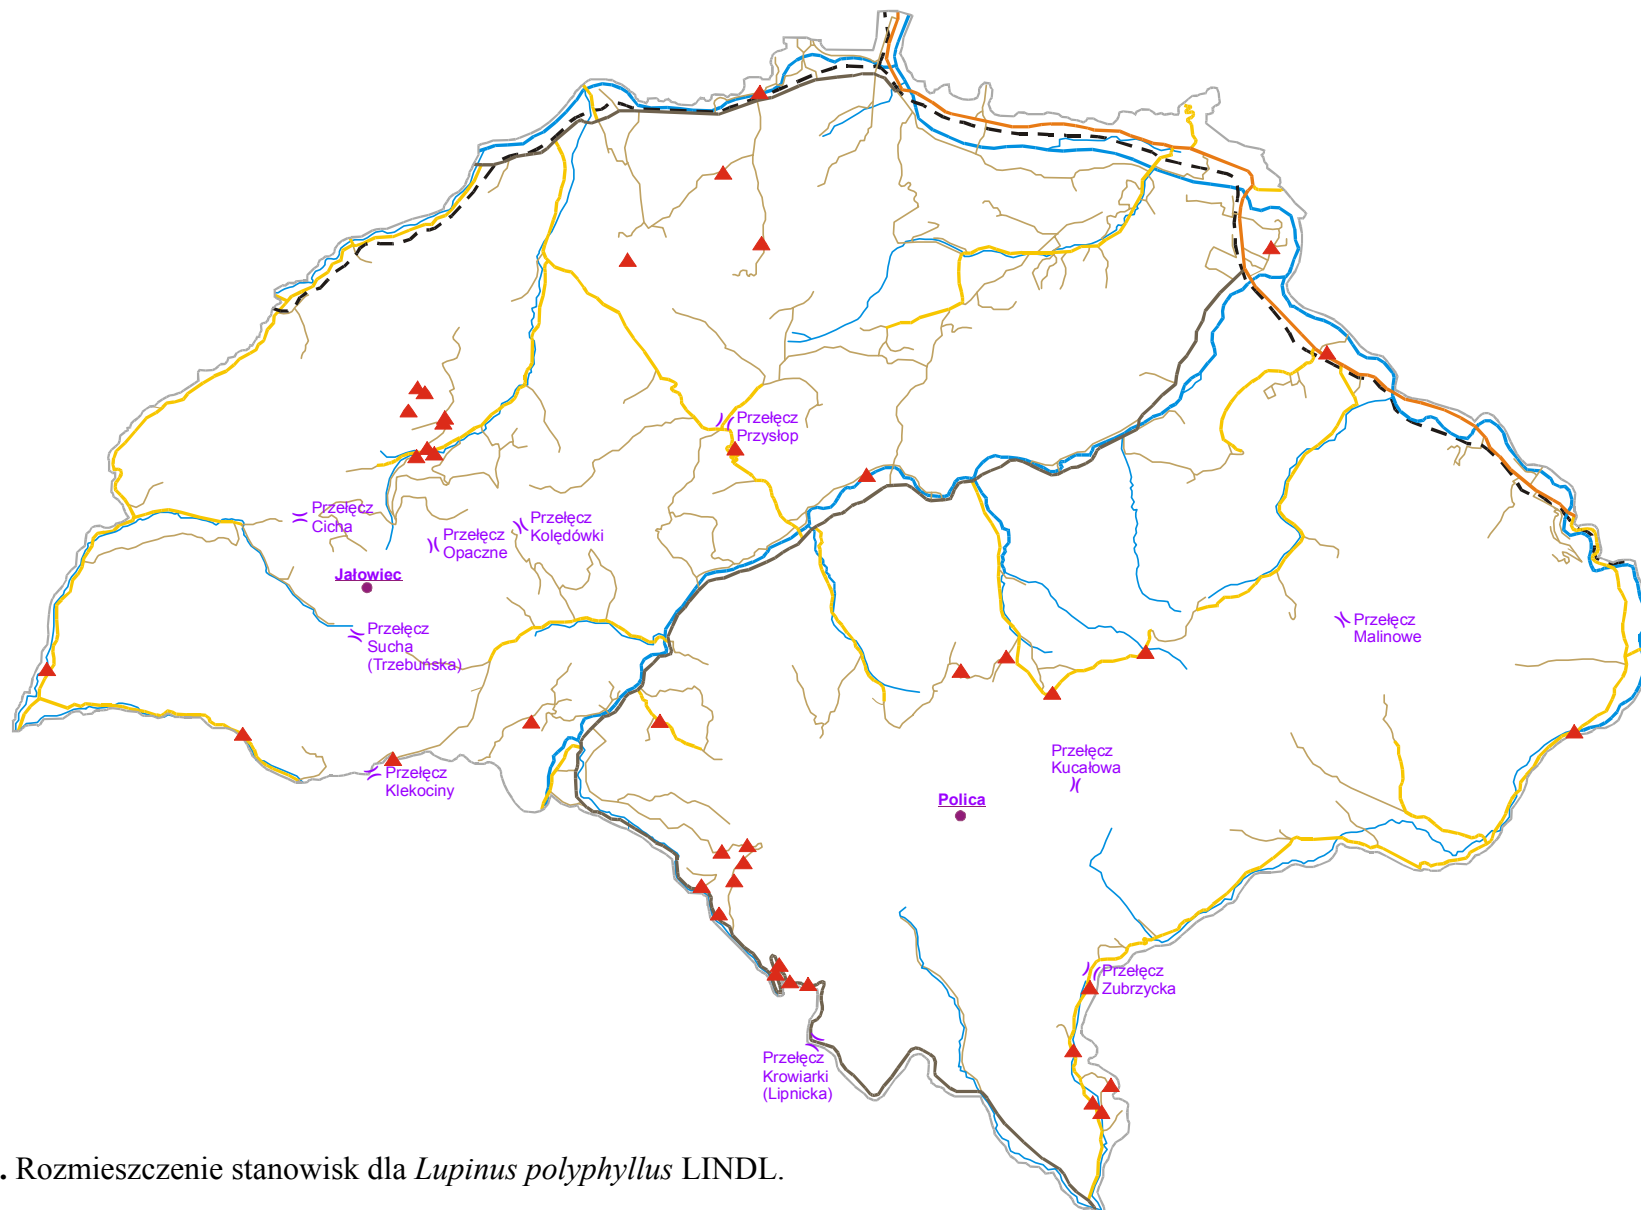 Przełęcz
Przysłop
Przełęcz
Cicha
Przełęcz
Kolędówki
Przełęcz
Opaczne
Jałowiec
Przełęcz
Sucha
(Trzebuńska)
Przełęcz
Malinowe
Przełęcz
Klekociny
Przełęcz
Kucałowa
Polica
Przełęcz
Zubrzycka
Przełęcz
Krowiarki
(Lipnicka)
. Rozmieszczenie stanowisk dla Lupinus polyphyllus LINDL.